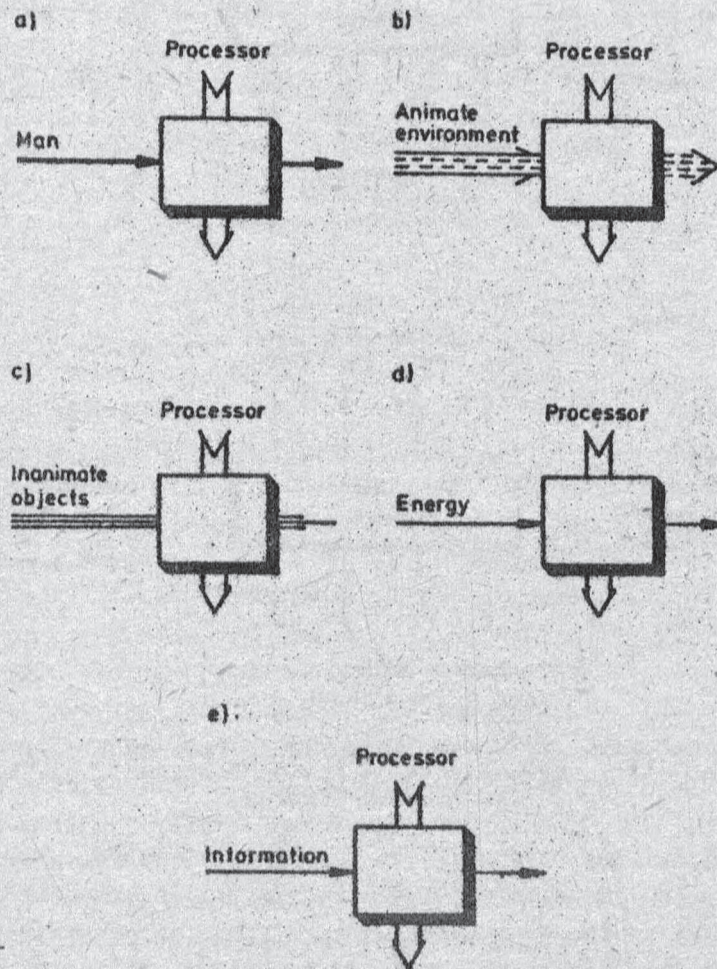 a)
Processor
Man
b)
Processor
Animate
environment
c)
Processor
Inanimate
objects
d)
Processor
Energy
e)
Processor
Information